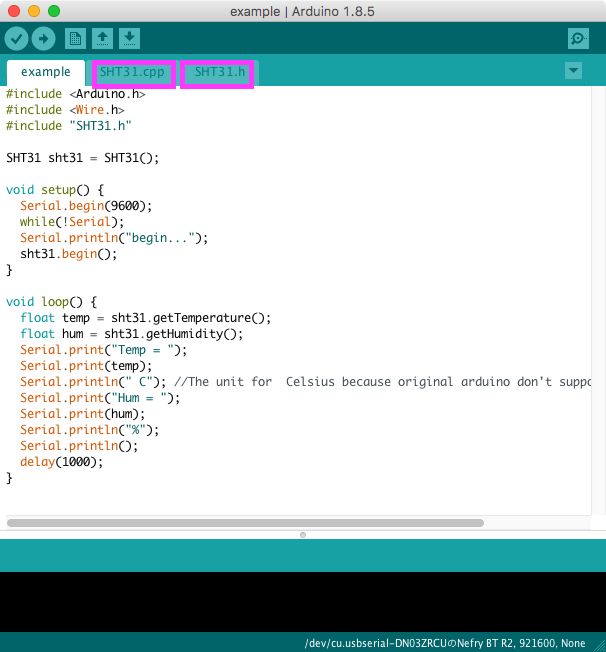 example | Arduino 1.8.5
example SHT31.cpp SHT31.h
#include <Arduino.h>
#include <Wire.h>
#include "SHT31.h"
SHT31 sht31 = SHT31();
void setup() {
Serial.begin(9600);
while(!Serial);
Serial.println("begin...");
sht31.begin();
}
void loop() {
float temp = sht31.getTemperature();
float hum = sht31.getHumidity();
Serial.print("Temp = ");
Serial.print(temp);
Serial.println(" C"); //The unit for  Celsius because original arduino don't suppo
Serial.print("Hum = ");
Serial.print(hum);
Serial.println("%");
Serial.println();
delay(1000);
}
/dev/cu.usbserial-DN03ZRCUのNefry BT R2, 921600, None